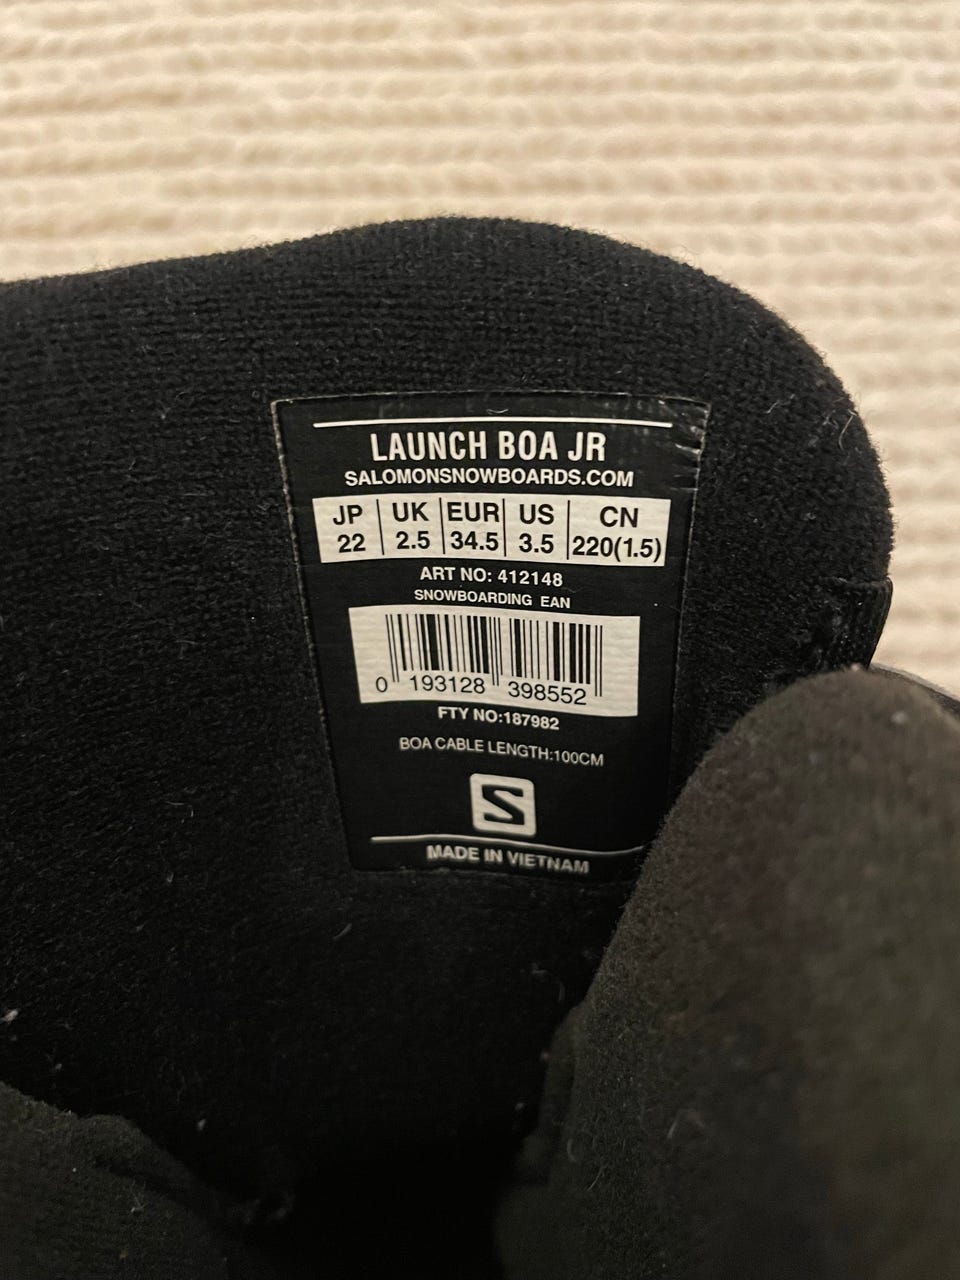 LAUNCH BOA JR
SALOMONSNOWBOARDS.COM
JP UK EUR US CN
22 2.5 34.5 3.5 220(1.5)
ART NO: 412148
SNOWBOARDING EAN
0 193128 398552
FTY NO:187982
BOA CABLE LENGTH:100CM
S
MADE IN VIETNAM